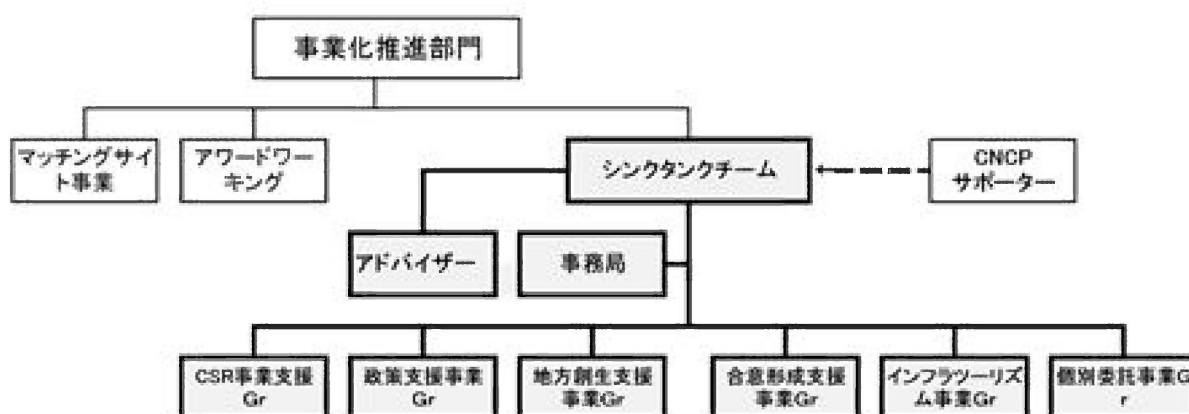 事業化推進部門
マッチングサイ
ト事業
アワードワー
キング
シンクタンクチーム
CNCP
サポーター
アドバイザー
事務局
CSR事業支援
Gr
政策支援事業
Gr
地方創生支援
事業Gr
合意形成支援
事業Gr
インフラツーリズ
ム事業Gr
個別委託事業G
r